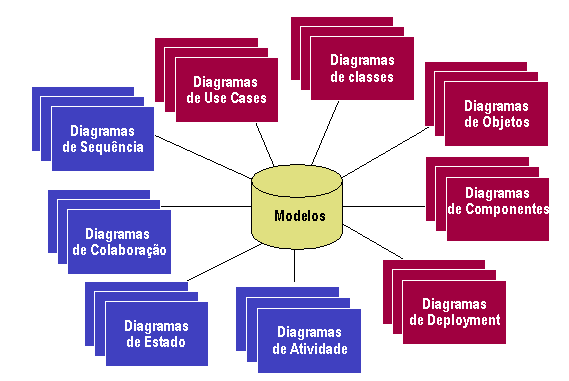 Diagramas
de classes
Diagramas
de Use Cases
Diagramas
de Objetos
Diagramas
de Sequência
Diagramas
de Componentes
Modelos
Diagramas
de Colaboração
Diagramas
de Deployment
Diagramas
de Estado
Diagramas
de Atividade